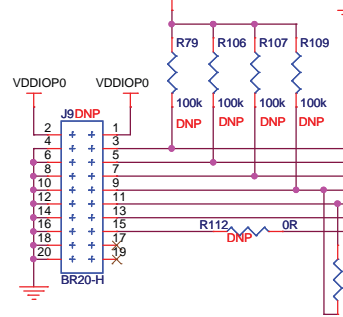 R79 R106 R107 R109
VDDIOP0 VDDIOP0
100k 100k 100k 100k
J9 DNP DNP DNP DNP DNP
2 1
4 3
6 5
8 7
10 9
12 11
14 13
16 15 R112 0R
18 17 DNP
20 19
BR20-H